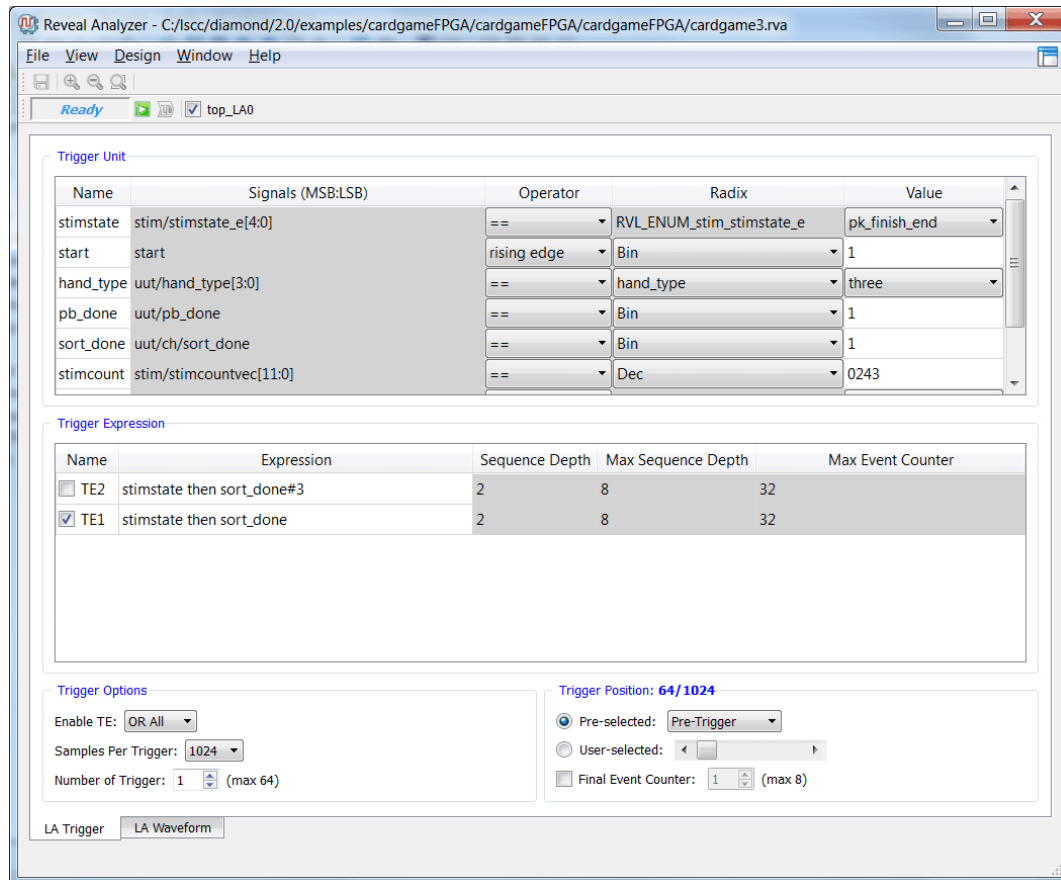 Reveal Analyzer - C:/lscc/diamond/2.0/examples/cardgameFPGA/cardgameFPGA/cardgameFPGA/cardgame3.rva
File View Design Window Help
Ready top_LA0
Trigger Unit
Name Signals (MSB:LSB) Operator Radix Value
stimstate stim/stimstate_e[4:0] == RVL_ENUM_stim_stimstate_e pk_finish_end
start start rising edge Bin 1
hand_type uut/hand_type[3:0] == hand_type three
pb_done uut/pb_done == Bin 1
sort_done uut/ch/sort_done == Bin 1
stimcount stim/stimcountvec[11:0] == Dec 0243
Trigger Expression
Name Expression Sequence Depth Max Sequence Depth Max Event Counter
TE2 stimstate then sort_done#3 2 8 32
TE1 stimstate then sort_done 2 8 32
Trigger Options
Enable TE: OR All
Samples Per Trigger: 1024
Number of Trigger: 1 (max 64)
Trigger Position: 64/1024
Pre-selected: Pre-Trigger
User-selected:
Final Event Counter: 1 (max 8)
LA Trigger LA Waveform